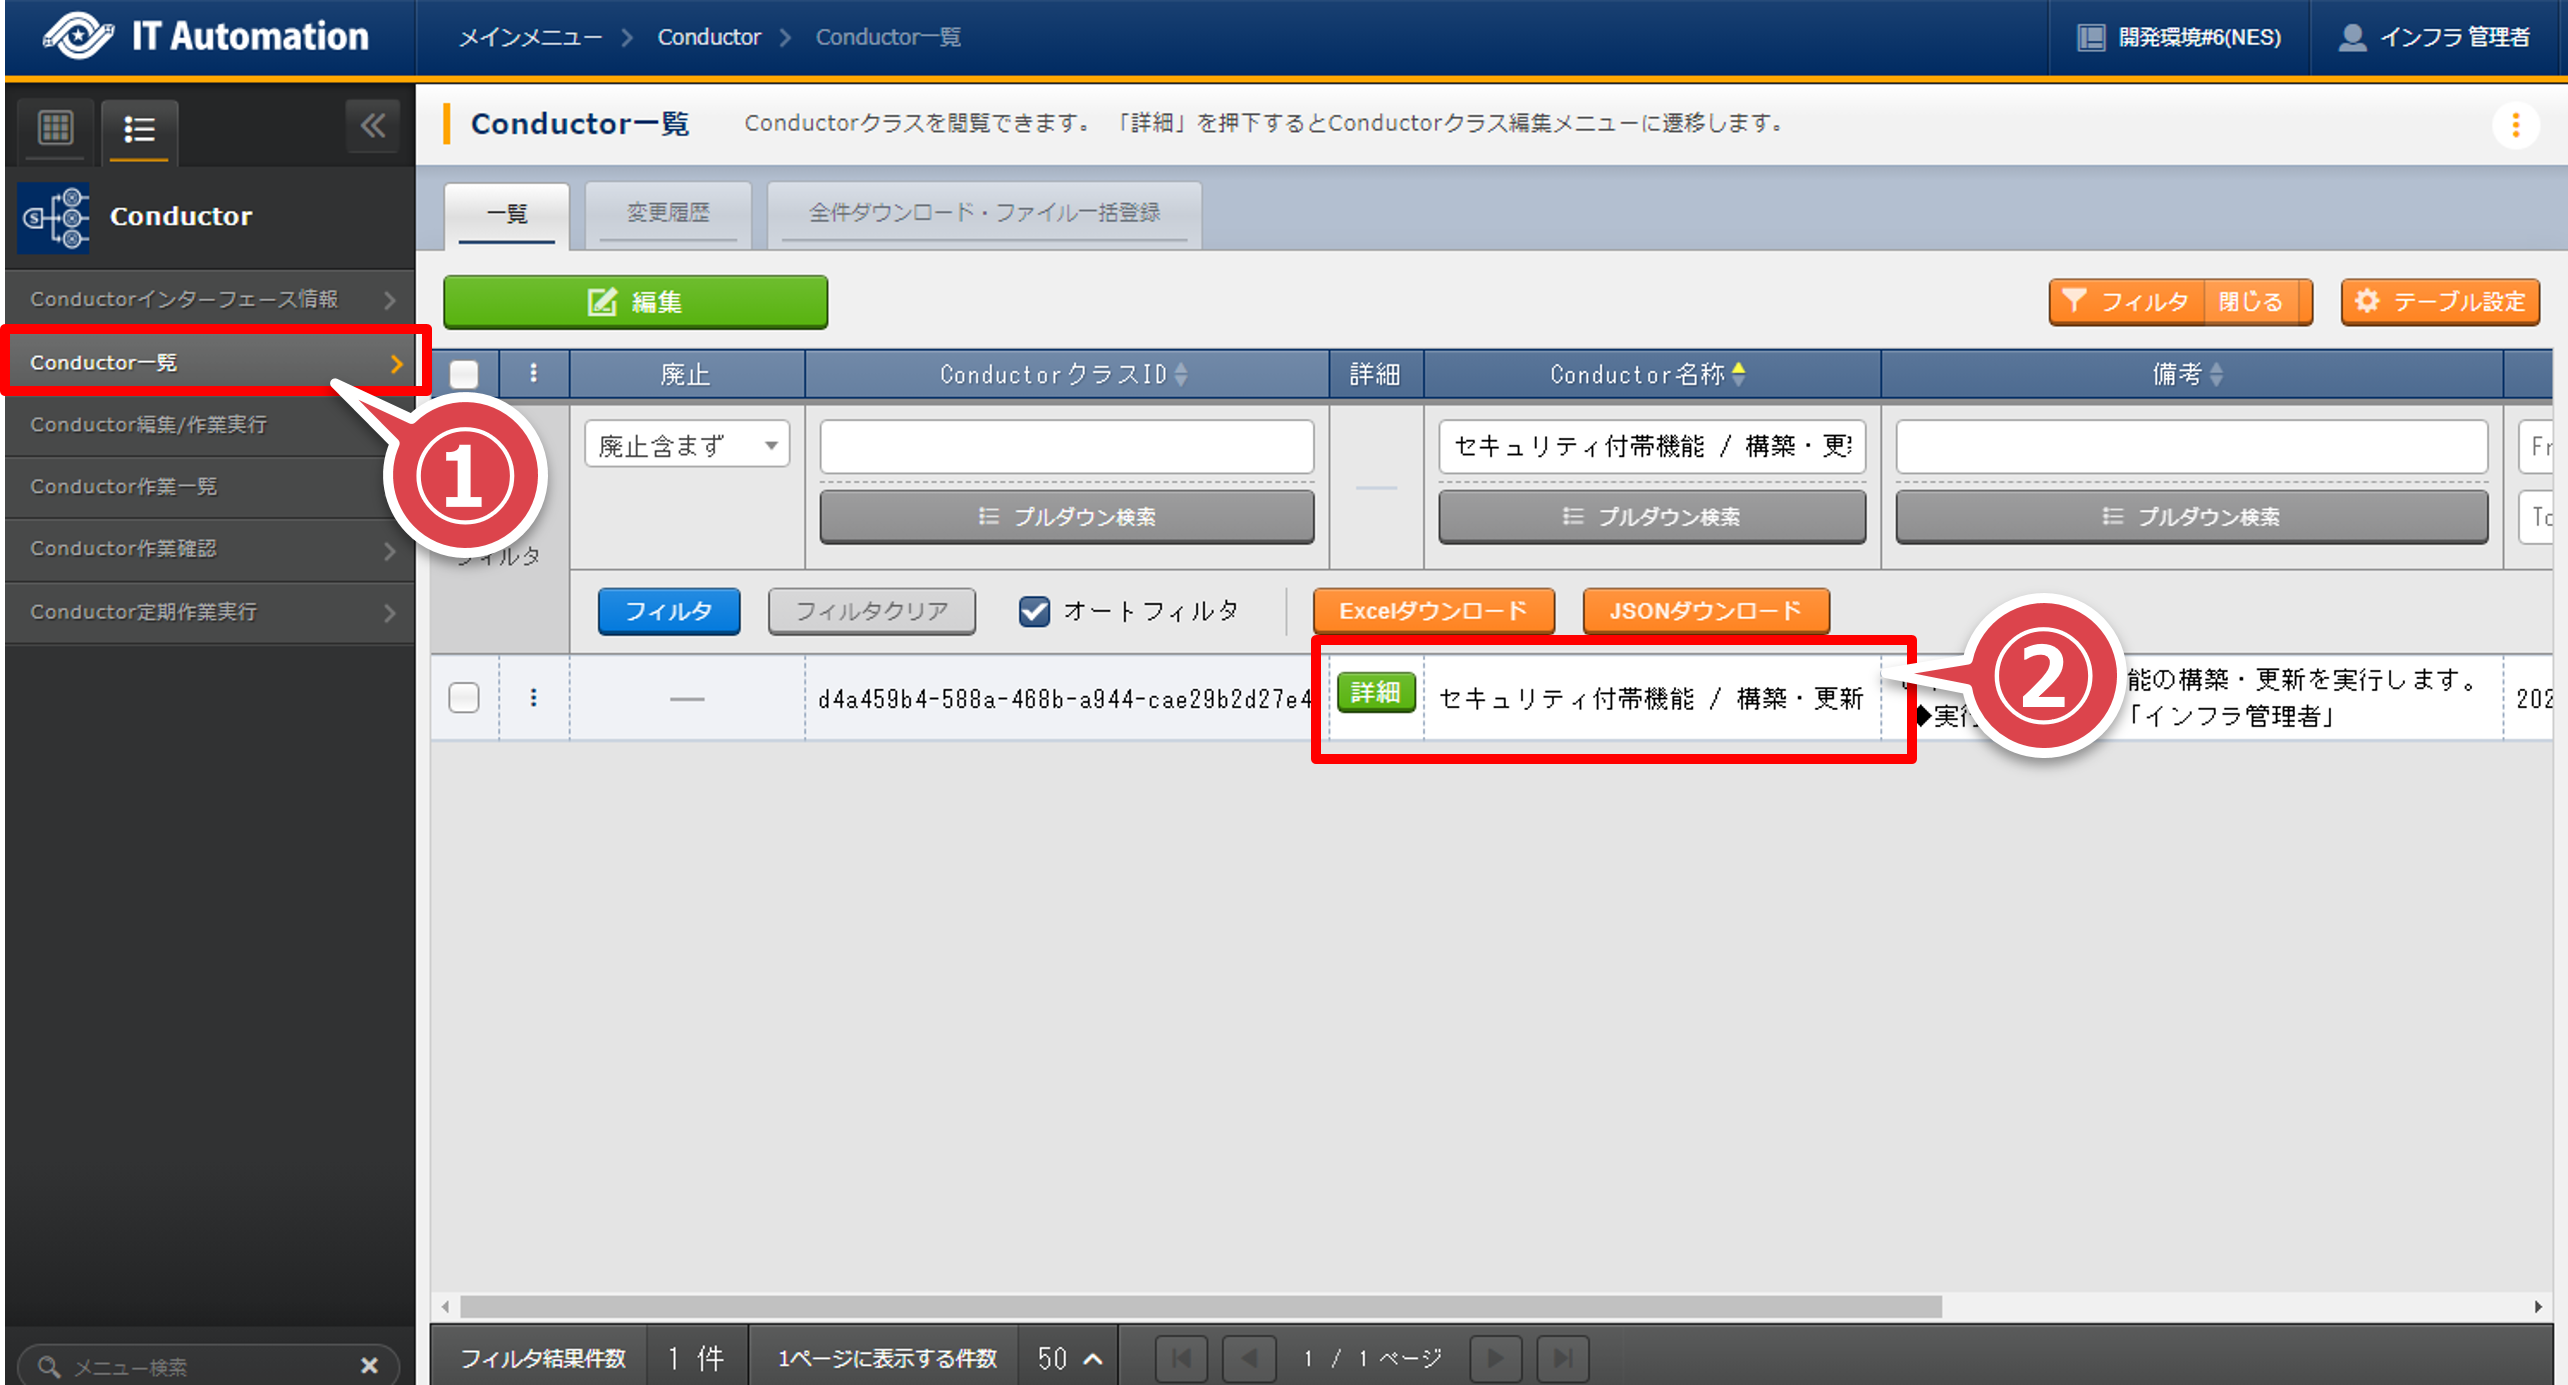 IT Automation
メインメニュー > Conductor > Conductor一覧
開発環境#6(NES)
インフラ 管理者
Conductor一覧
Conductorクラスを閲覧できます。 「詳細」を押下するとConductorクラス編集メニューに遷移します。
Conductor
Conductorインターフェース情報
Conductor一覧
Conductor編集/作業実行
Conductor作業一覧
Conductor作業確認
Conductor定期作業実行
①
一覧
変更履歴
全件ダウンロード・ファイル一括登録
編集
フィルタ 閉じる
テーブル設定
廃止 ConductorクラスID 詳細 Conductor名称 備考
フィルタ
廃止含まず
セキュリティ付帯機能 / 構築・更
Fr
プルダウン検索 プルダウン検索 プルダウン検索
To
フィルタ フィルタクリア オートフィルタ Excelダウンロード JSONダウンロード
d4a459b4-588a-468b-a944-cae29b2d27e4 詳細 セキュリティ付帯機能 / 構築・更新
能の構築・更新を実行します。
◆実行 「インフラ管理者」
202
②
メニュー検索
フィルタ結果件数 1 件 1ページに表示する件数 50 1 / 1 ページ